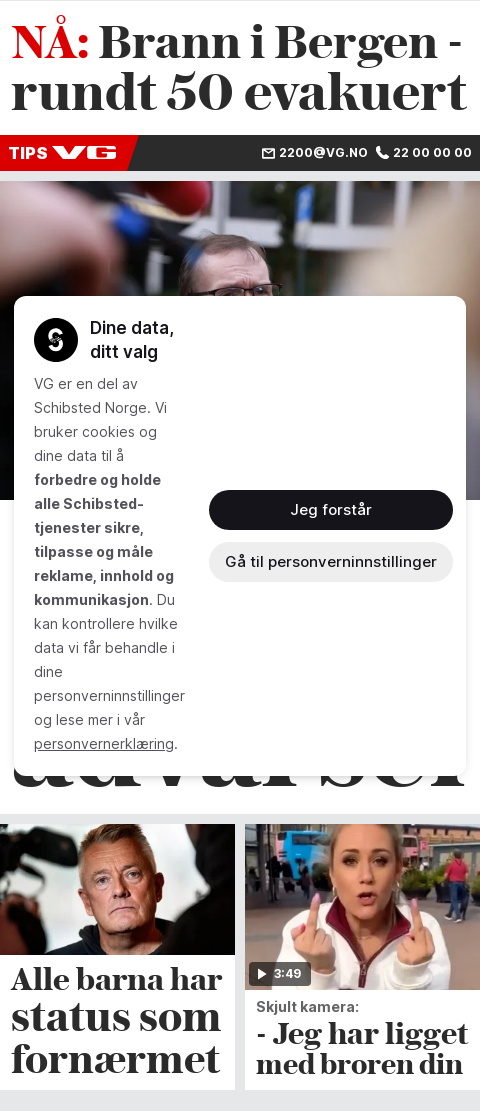 NÅ: Brann i Bergen -
rundt 50 evakuert
TIPS VG
2200@VG.NO 22 00 00 00
Dine data,
ditt valg
VG er en del av
Schibsted Norge. Vi
bruker cookies og
dine data til å
forbedre og holde
alle Schibsted-
tjenester sikre,
tilpasse og måle
reklame, innhold og
kommunikasjon. Du
kan kontrollere hvilke
data vi får behandle i
dine
personverninnstillinger
og lese mer i vår
personvernerklæring.
Jeg forstår
Gå til personverninnstillinger
3:49
Alle barna har
status som
fornærmet
Skjult kamera:
- Jeg har ligget
med broren din